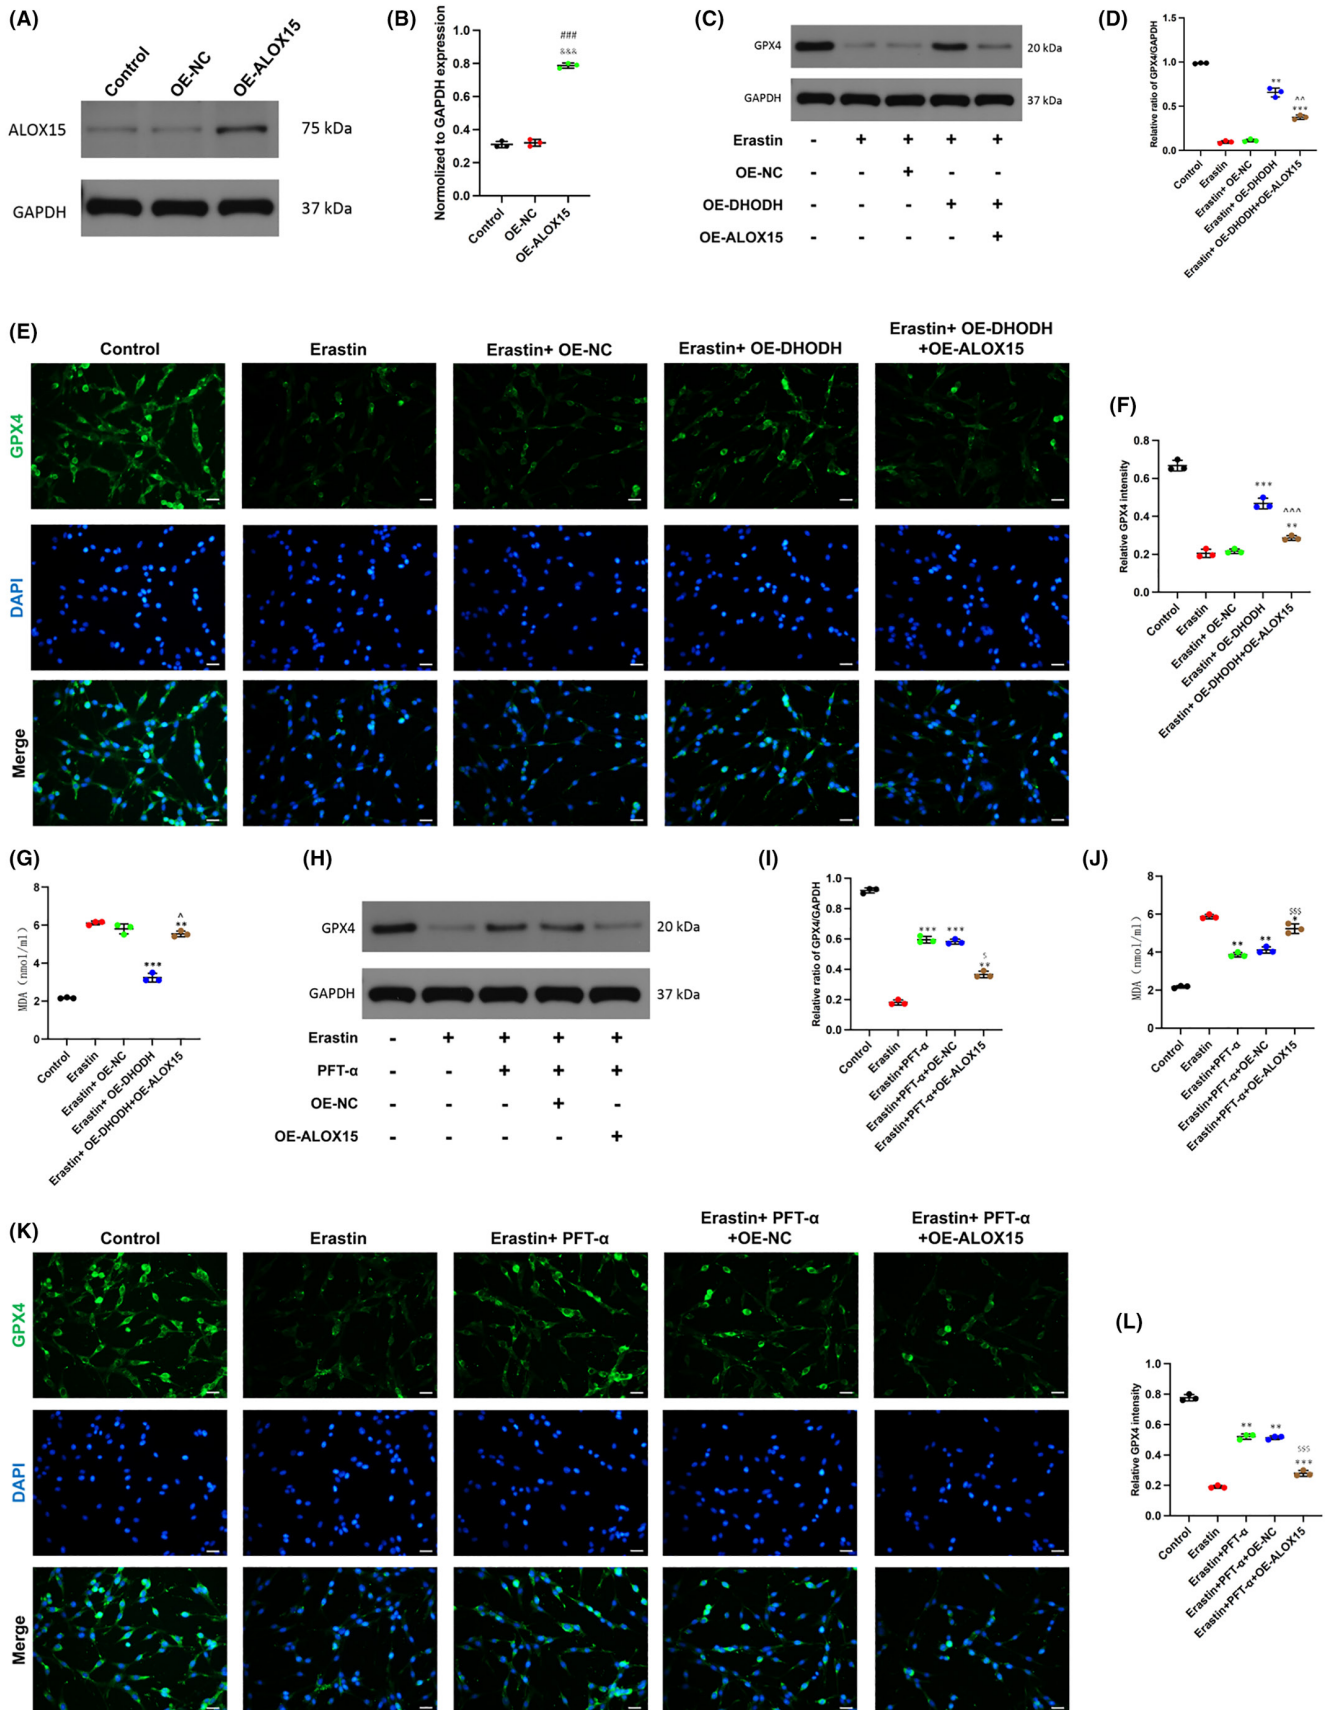 (A)
Control
OE-NC
OE-ALOX15
ALOX15
75 kDa
GAPDH
37 kDa
(B)
Normolized to GAPDH expression
1.0
0.8
0.6
0.4
0.2
0.0
###
&&&
Control
OE-NC
OE-ALOX15
(C)
GPX4
20 kDa
GAPDH
37 kDa
Erastin - + + + +
OE-NC - - + - -
OE-DHODH - - - + +
OE-ALOX15 - - - - +
(D)
Relative ratio of GPX4/GAPDH
1.5
1.0
0.5
0.0
**
^^
***
Control
Erastin
Erastin+ OE-NC
Erastin+ OE-DHODH
Erastin+ OE-DHODH+OE-ALOX15
(E)
Control
Erastin
Erastin+ OE-NC
Erastin+ OE-DHODH
Erastin+ OE-DHODH
+OE-ALOX15
GPX4
DAPI
Merge
(F)
Relative GPX4 intensity
0.8
0.6
0.4
0.2
0.0
***
^^^
**
Control
Erastin
Erastin+ OE-NC
Erastin+ OE-DHODH
Erastin+ OE-DHODH+OE-ALOX15
(G)
MDA (nmol/ml)
8
6
4
2
0
***
^
**
Control
Erastin
Erastin+ OE-NC
Erastin+ OE-DHODH
Erastin+ OE-DHODH+OE-ALOX15
(H)
GPX4
20 kDa
GAPDH
37 kDa
Erastin - + + + +
PFT-α - - + + +
OE-NC - - - + -
OE-ALOX15 - - - - +
(I)
Relative ratio of GPX4/GAPDH
1.0
0.8
0.6
0.4
0.2
0.0
***
***
$
**
Control
Erastin
Erastin+PFT-α
Erastin+PFT-α+OE-NC
Erastin+PFT-α+OE-ALOX15
(J)
MDA (nmol/ml)
8
6
4
2
0
**
**
$$$
*
Control
Erastin
Erastin+PFT-α
Erastin+PFT-α+OE-NC
Erastin+PFT-α+OE-ALOX15
(K)
Control
Erastin
Erastin+ PFT-α
Erastin+ PFT-α
+OE-NC
Erastin+ PFT-α
+OE-ALOX15
GPX4
DAPI
Merge
(L)
Relative GPX4 intensity
1.0
0.8
0.6
0.4
0.2
0.0
**
**
$$$
***
Control
Erastin
Erastin+PFT-α
Erastin+PFT-α+OE-NC
Erastin+PFT-α+OE-ALOX15